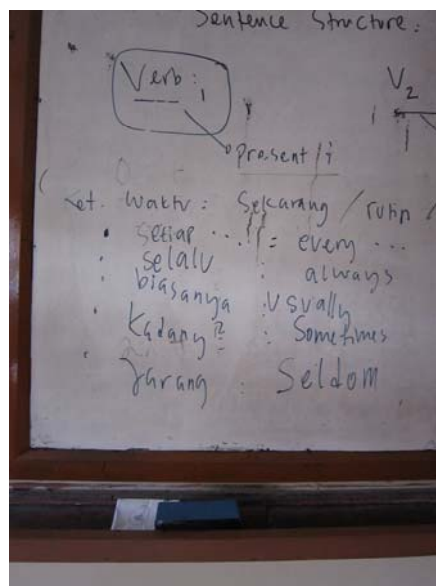 Sentence Structure:
Verb 1
V2
present / i
Ket. waktu: Sekarang / rutin /
setiap ... = every ...
selalu : always
biasanya : usually
Kadang2 : Sometimes
Jarang : Seldom